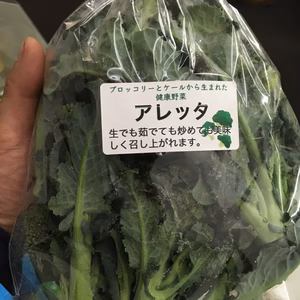 ブロッコリーとケールから生まれた
健康野菜
アレッタ
生でも茹でても炒めても美味
しく召し上がれます。